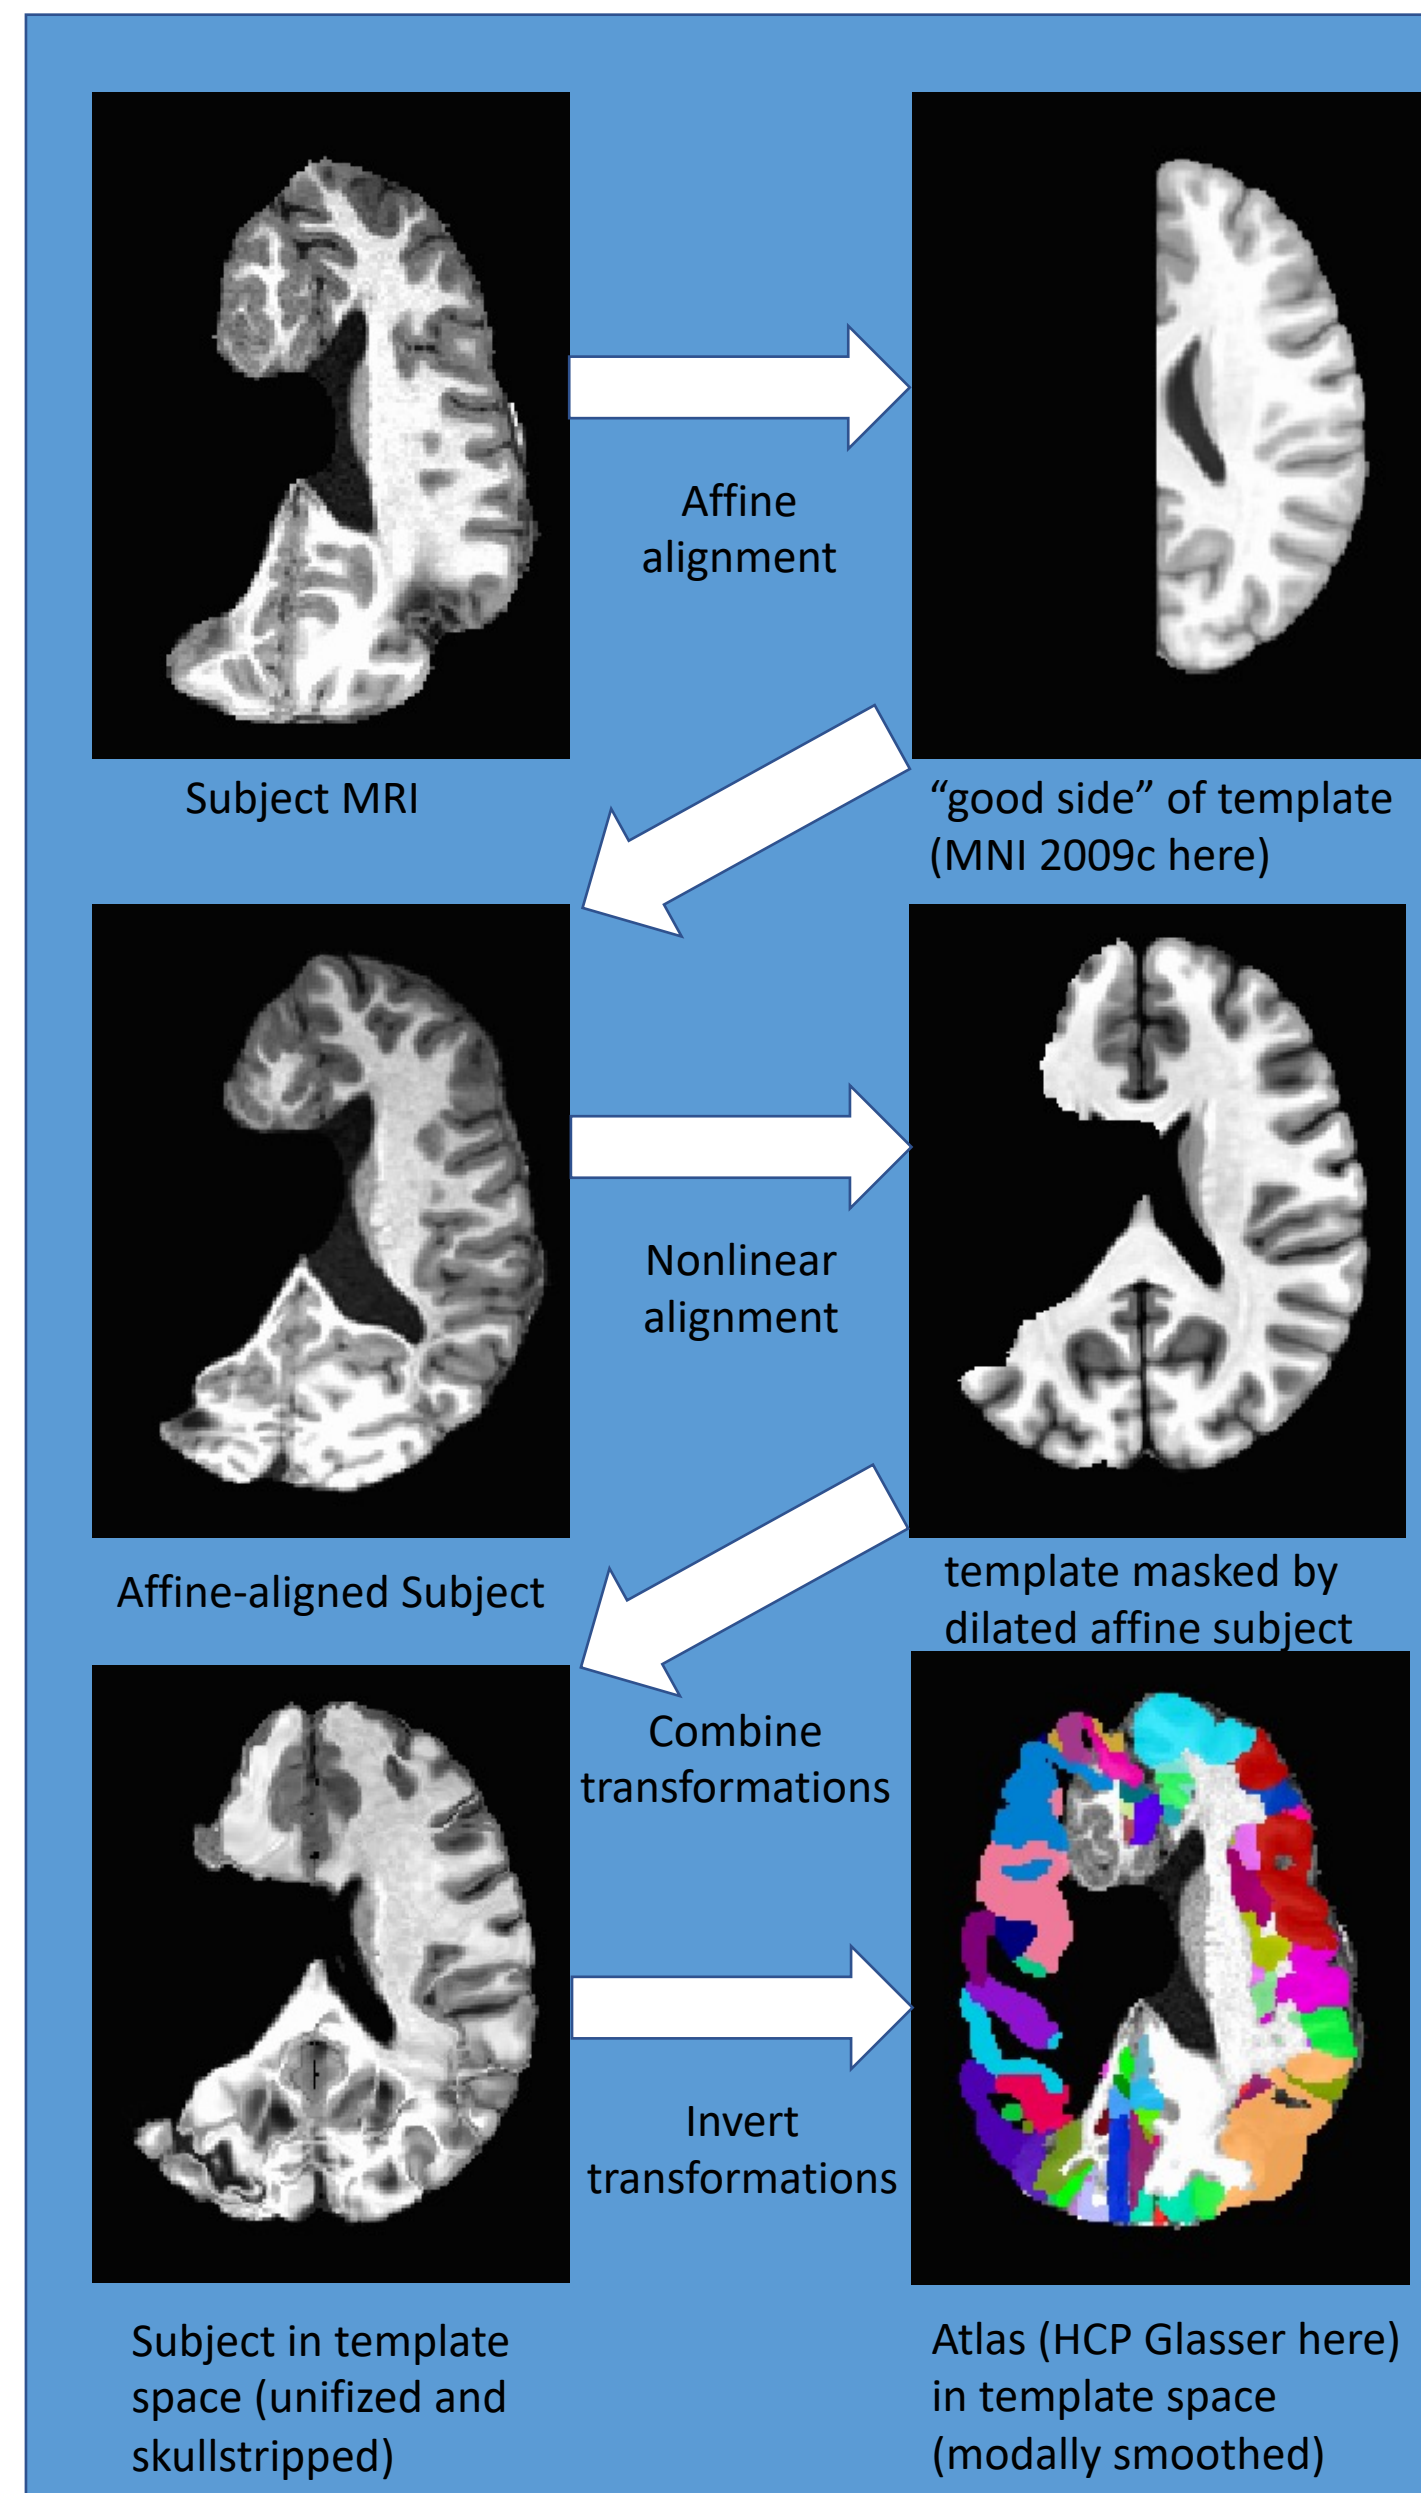 Affine
alignment
Subject MRI
“good side” of template
(MNI 2009c here)
Nonlinear
alignment
Affine-aligned Subject
template masked by
dilated affine subject
Combine
transformations
Invert
transformations
Subject in template
space (unifized and
skullstripped)
Atlas (HCP Glasser here)
in template space
(modally smoothed)